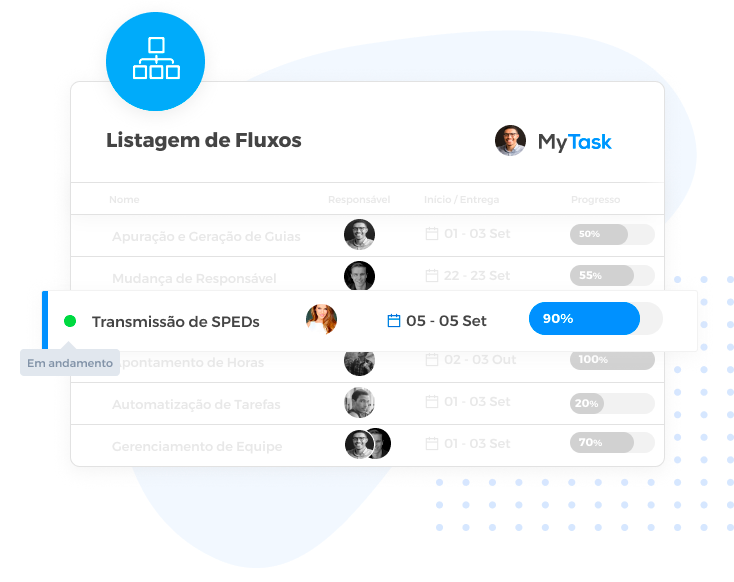 Listagem de Fluxos
MyTask
Nome Responsável Início / Entrega Progresso
Apuração e Geração de Guias 01 - 03 Set 50%
Mudança de Responsável 22 - 23 Set 55%
Transmissão de SPEDs 05 - 05 Set 90%
Em andamento
pontamento de Horas 02 - 03 Out 100%
Automatização de Tarefas 01 - 03 Set 20%
Gerenciamento de Equipe 01 - 03 Set 70%